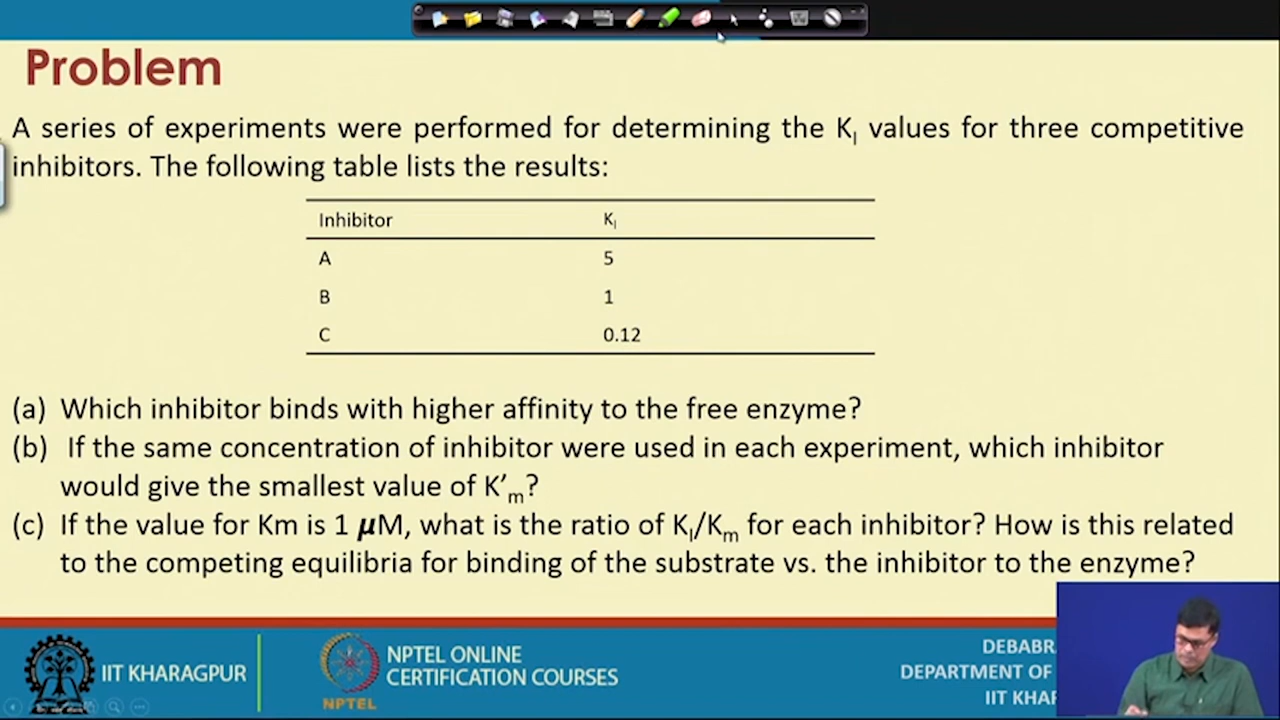 Problem
A series of experiments were performed for determining the K_I values for three competitive
inhibitors. The following table lists the results:
Inhibitor K_I
A 5
B 1
C 0.12
(a) Which inhibitor binds with higher affinity to the free enzyme?
(b) If the same concentration of inhibitor were used in each experiment, which inhibitor
would give the smallest value of K’_m?
(c) If the value for Km is 1 μM, what is the ratio of K_I/K_m for each inhibitor? How is this related
to the competing equilibria for binding of the substrate vs. the inhibitor to the enzyme?
IIT KHARAGPUR
NPTEL
NPTEL ONLINE
CERTIFICATION COURSES
DEBABR
DEPARTMENT OF
IIT KHAR